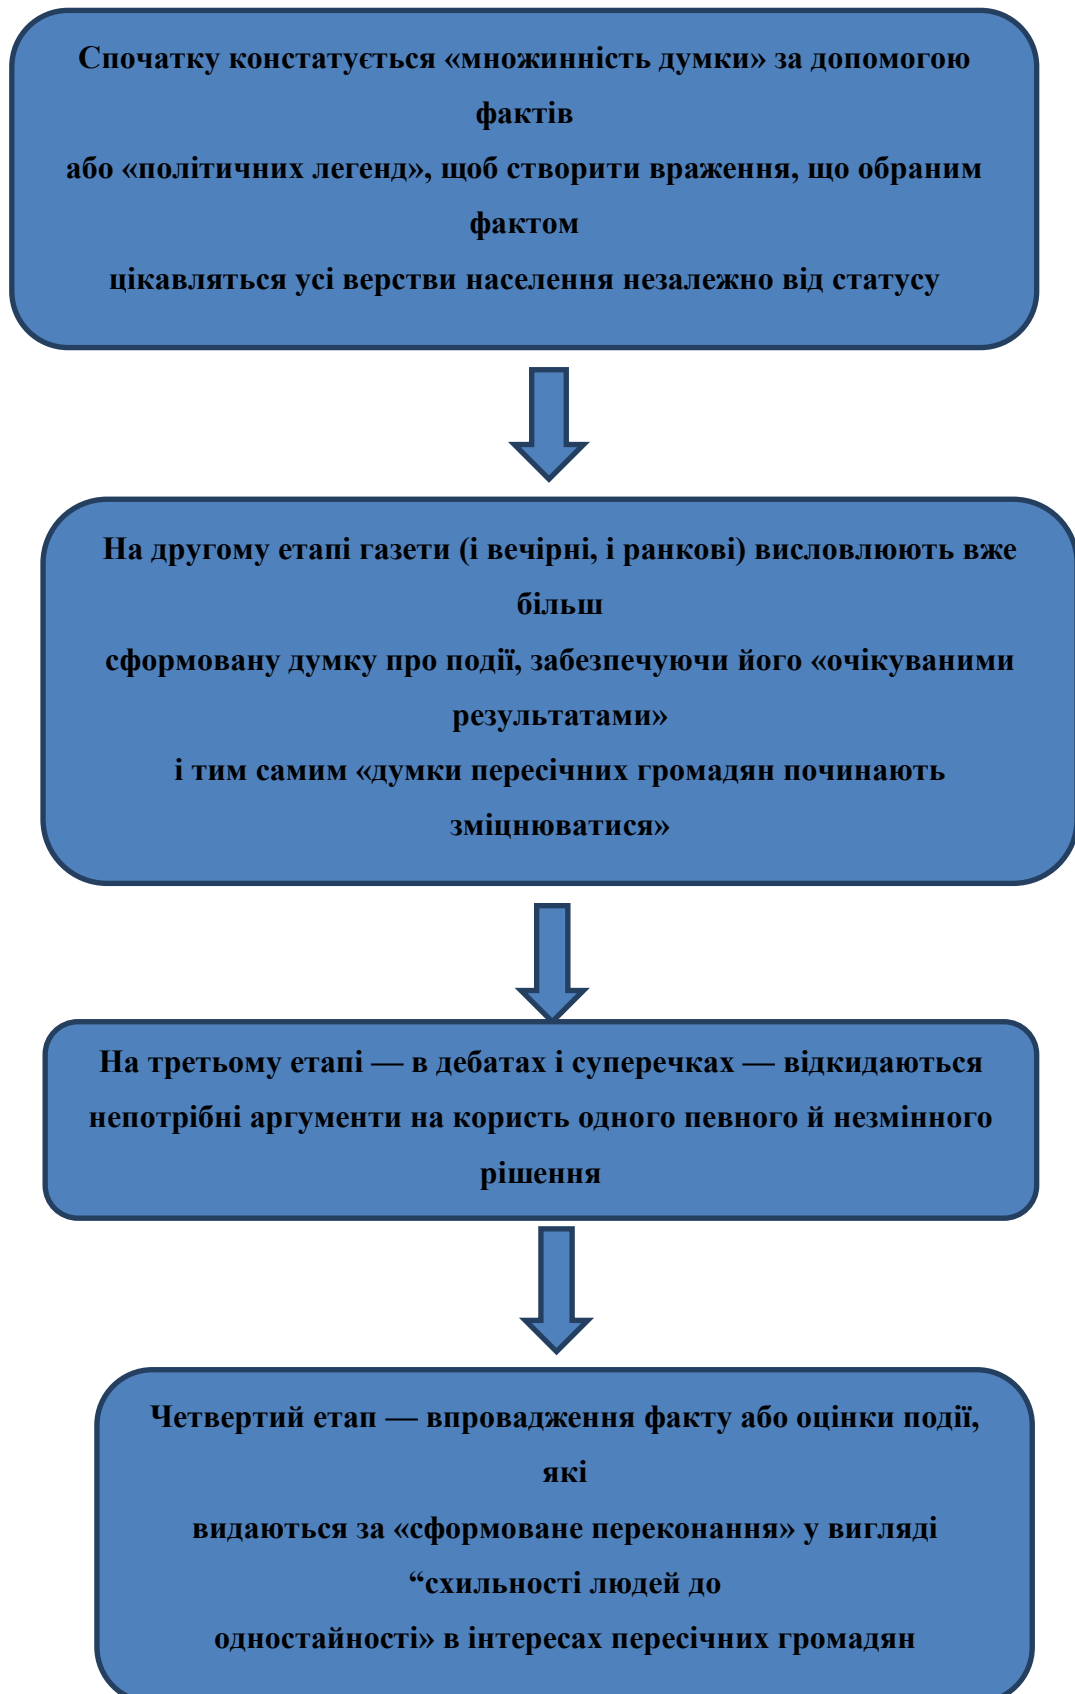 Спочатку констатується «множинність думки» за допомогою
фактів
або «політичних легенд», щоб створити враження, що обраним
фактом
цікавляться усі верстви населення незалежно від статусу
На другому етапі газети (і вечірні, і ранкові) висловлюють вже
більш
сформовану думку про події, забезпечуючи його «очікуваними
результатами»
і тим самим «думки пересічних громадян починають
зміцнюватися»
На третьому етапі — в дебатах і суперечках — відкидаються
непотрібні аргументи на користь одного певного й незмінного
рішення
Четвертий етап — впровадження факту або оцінки події,
які
видаються за «сформоване переконання» у вигляді
“схильності людей до
одностайності» в інтересах пересічних громадян